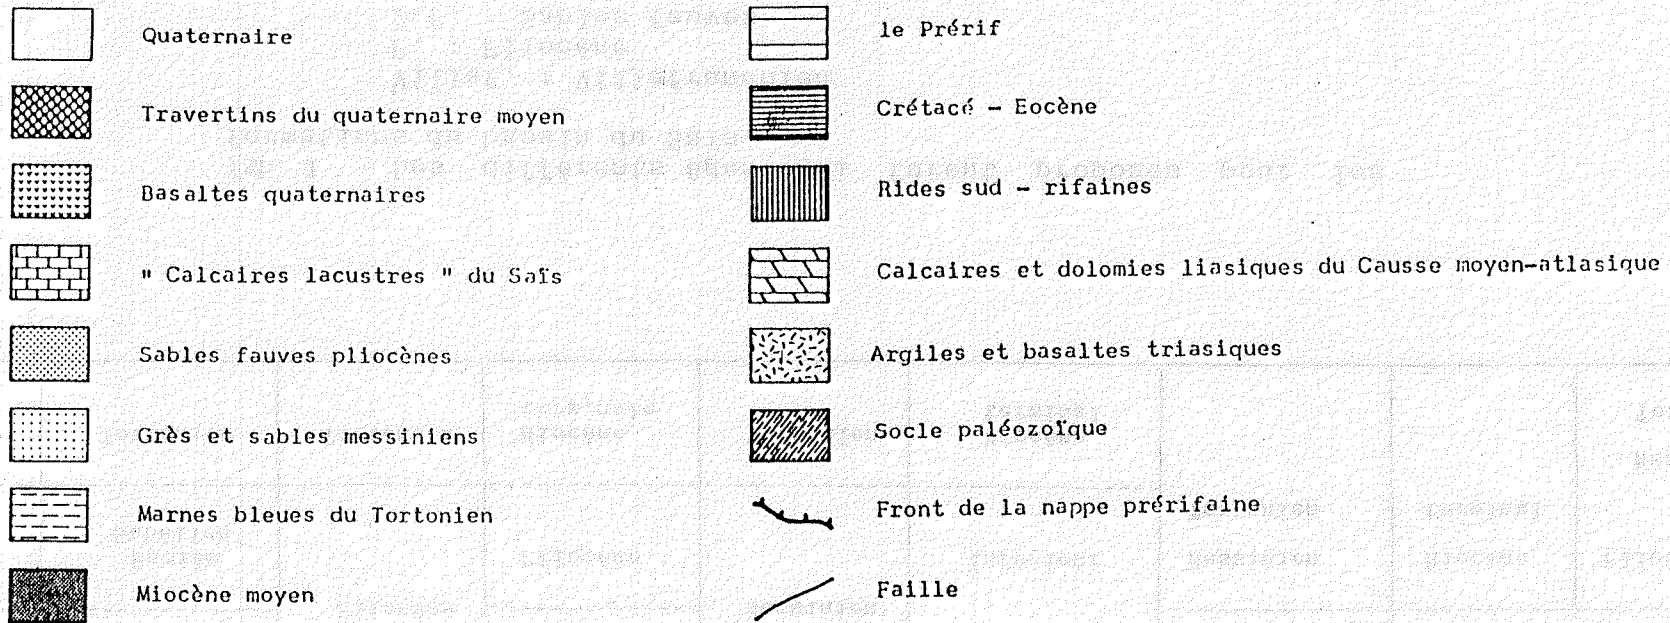 Quaternaire
Travertins du quaternaire moyen
Basaltes quaternaires
" Calcaires lacustres " du Saïs
Sables fauves pliocènes
Grès et sables messiniens
Marnes bleues du Tortonien
Miocène moyen
le Prérif
Crétacé - Eocène
Rides sud - rifaines
Calcaires et dolomies liasiques du Causse moyen-atlasique
Argiles et basaltes triasiques
Socle paléozoïque
Front de la nappe prérifaine
Faille